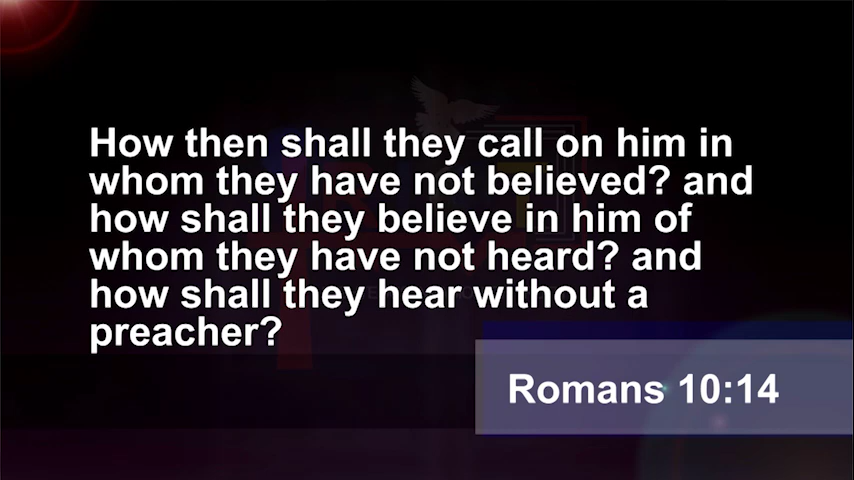 How then shall they call on him in
whom they have not believed? and
how shall they believe in him of
whom they have not heard? and
how shall they hear without a
preacher?
Romans 10:14